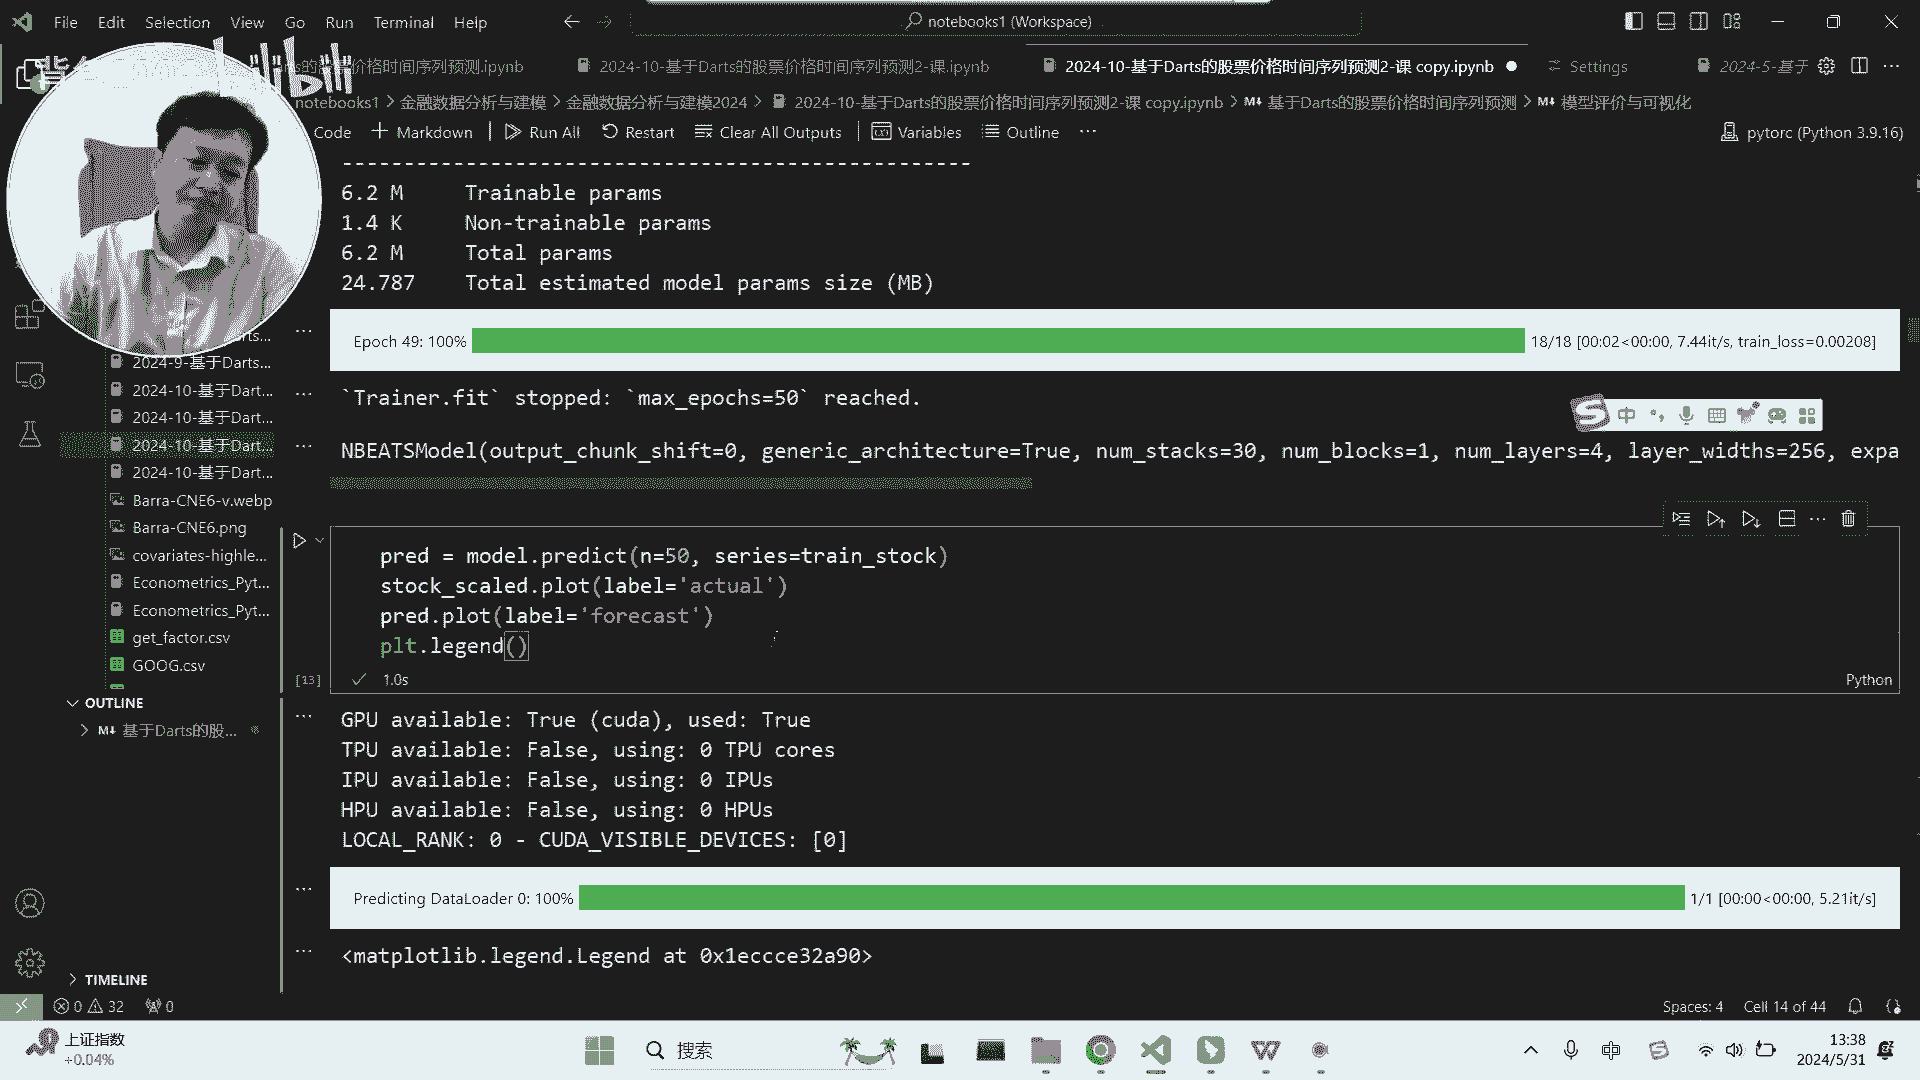 File Edit Selection View Go Run Terminal Help
notebooks1 (Workspace)
bilibili
的股票价格时间序列预测.ipynb
2024-10-基于Darts的股票价格时间序列预测2-课.ipynb
2024-10-基于Darts的股票价格时间序列预测2-课 copy.ipynb
Settings
2024-5-基于
notebooks1 > 金融数据分析与建模 > 金融数据分析与建模2024 > 2024-10-基于Darts的股票价格时间序列预测2-课 copy.ipynb > M↓ 基于Darts的股票价格时间序列预测 > M↓ 模型评价与可视化
Code + Markdown | Run All Restart Clear All Outputs | Variables Outline ···
pytorc (Python 3.9.16)
---------------------------------------------------
6.2 M Trainable params
1.4 K Non-trainable params
6.2 M Total params
24.787 Total estimated model params size (MB)
Epoch 49: 100% 18/18 [00:02<00:00, 7.44it/s, train_loss=0.00208]
`Trainer.fit` stopped: `max_epochs=50` reached.
中
NBEATSModel(output_chunk_shift=0, generic_architecture=True, num_stacks=30, num_blocks=1, num_layers=4, layer_widths=256, expa
2024-9-基于Darts...
2024-10-基于Dart...
2024-10-基于Dart...
2024-10-基于Dart...
2024-10-基于Dart...
Barra-CNE6-v.webp
Barra-CNE6.png
covariates-highle...
Econometrics_Pyt...
Econometrics_Pyt...
get_factor.csv
GOOG.csv
OUTLINE
M↓ 基于Darts的股...
TIMELINE
pred = model.predict(n=50, series=train_stock)
stock_scaled.plot(label='actual')
pred.plot(label='forecast')
plt.legend()
[13] 1.0s Python
GPU available: True (cuda), used: True
TPU available: False, using: 0 TPU cores
IPU available: False, using: 0 IPUs
HPU available: False, using: 0 HPUs
LOCAL_RANK: 0 - CUDA_VISIBLE_DEVICES: [0]
Predicting DataLoader 0: 100% 1/1 [00:00<00:00, 5.21it/s]
<matplotlib.legend.Legend at 0x1eccce32a90>
0 32 0
Spaces: 4 Cell 14 of 44
上证指数
+0.04%
搜索
中
13:38
2024/5/31